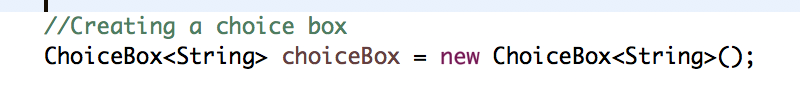 //Creating a choice box
ChoiceBox<String> choiceBox = new ChoiceBox<String>();